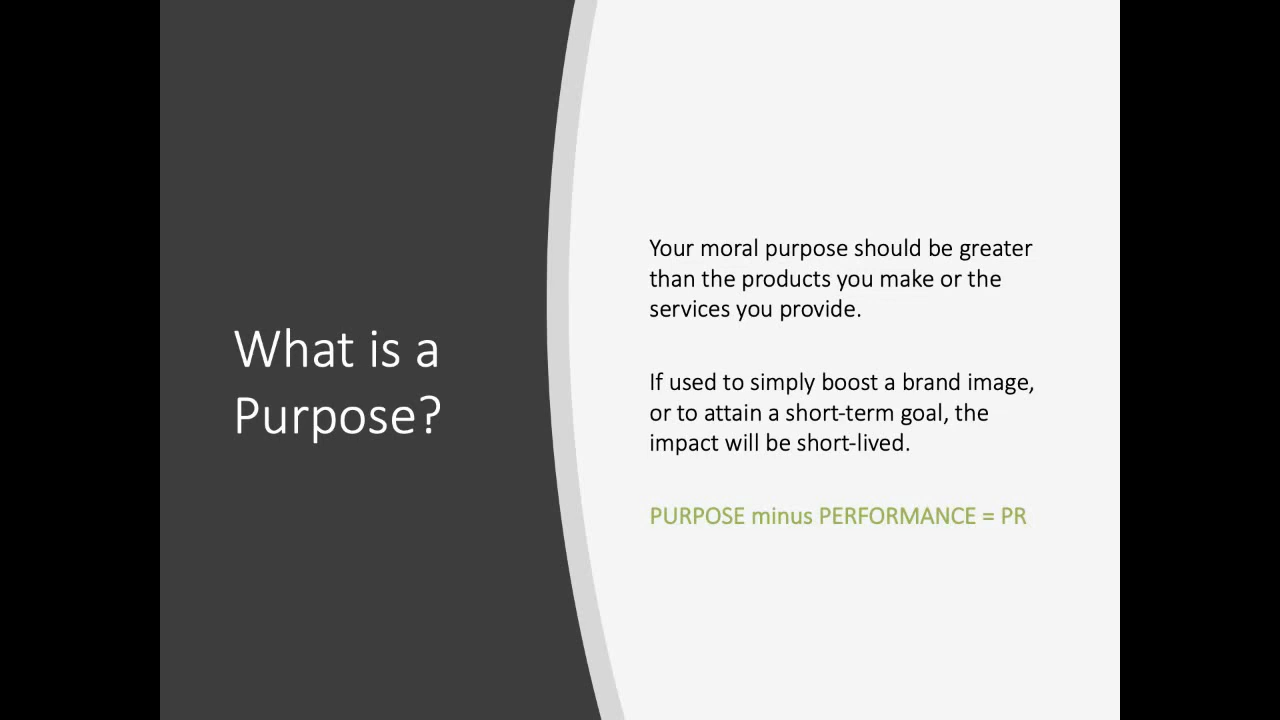 What is a
Purpose?
Your moral purpose should be greater
than the products you make or the
services you provide.
If used to simply boost a brand image,
or to attain a short-term goal, the
impact will be short-lived.
PURPOSE minus PERFORMANCE = PR